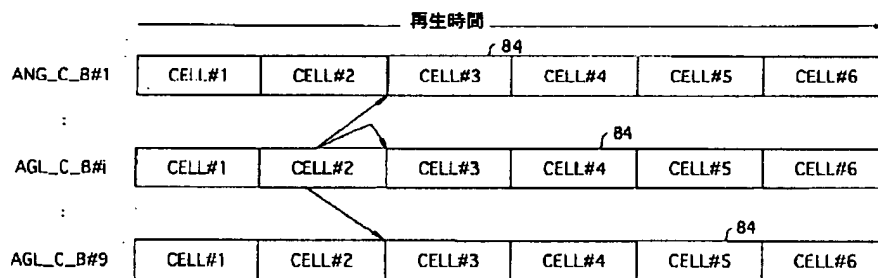 再生時間
84
ANG_C_B#1 CELL#1 CELL#2 CELL#3 CELL#4 CELL#5 CELL#6
:
84
AGL_C_B#i CELL#1 CELL#2 CELL#3 CELL#4 CELL#5 CELL#6
:
84
AGL_C_B#9 CELL#1 CELL#2 CELL#3 CELL#4 CELL#5 CELL#6